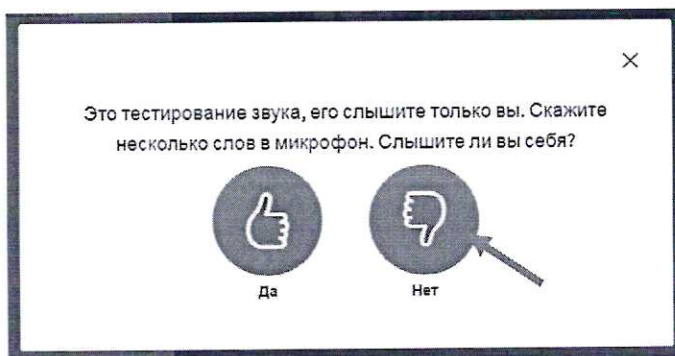 Это тестирование звука, его слышите только вы. Скажите
несколько слов в микрофон. Слышите ли вы себя?
Да
Нет